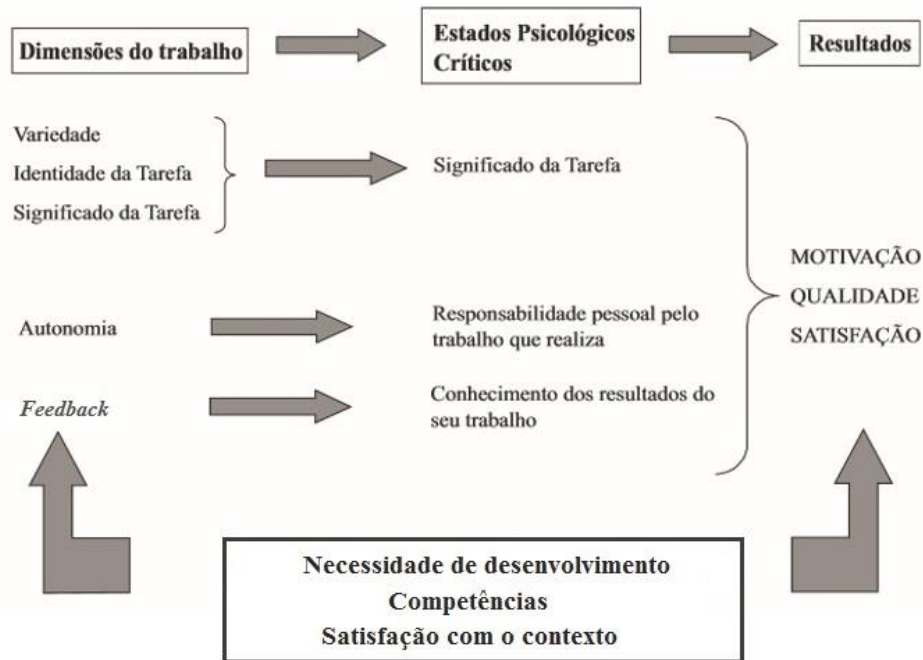 Dimensões do trabalho
Estados Psicológicos
Críticos
Resultados
Variedade
Identidade da Tarefa
Significado da Tarefa
Significado da Tarefa
Autonomia
Responsabilidade pessoal pelo
trabalho que realiza
Feedback
Conhecimento dos resultados do
seu trabalho
MOTIVAÇÃO
QUALIDADE
SATISFAÇÃO
Necessidade de desenvolvimento
Competências
Satisfação com o contexto